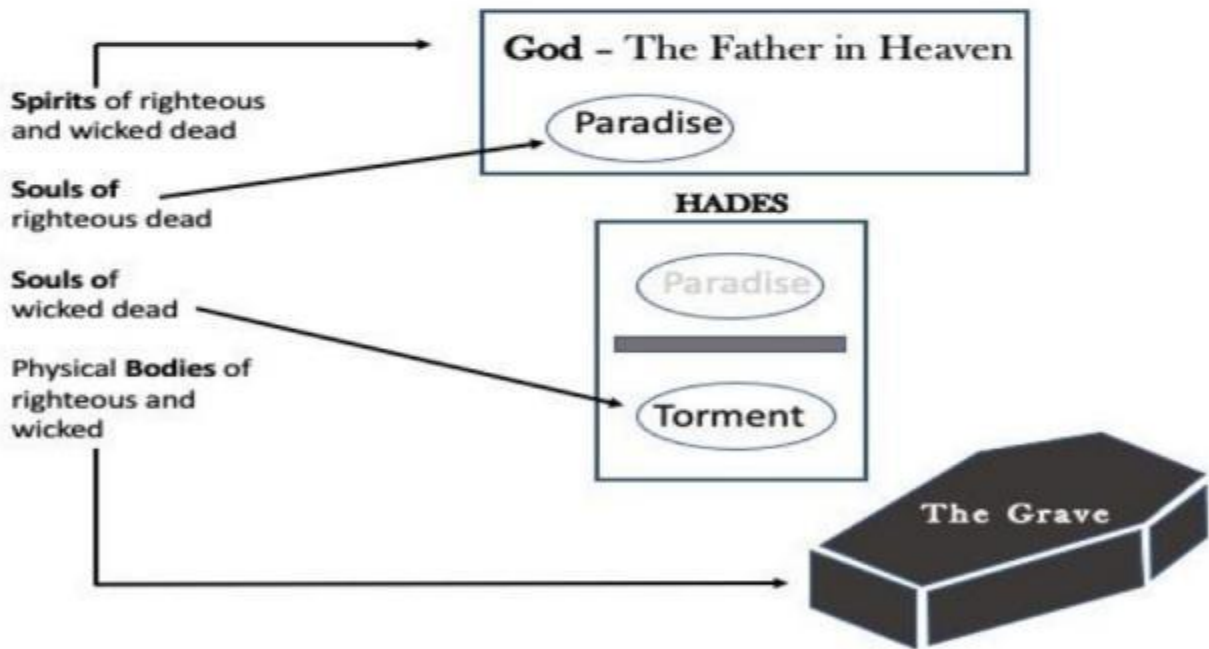 God – The Father in Heaven
Spirits of righteous
and wicked dead
Paradise
Souls of
righteous dead
HADES
Paradise
Souls of
wicked dead
Physical Bodies of
righteous and
wicked
Torment
The Grave